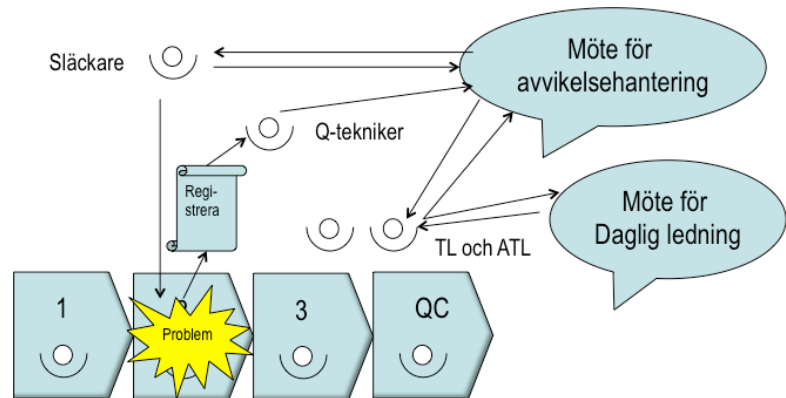 Släckare
Möte för
avvikelsehantering
Q-tekniker
Regi-
strera
Möte för
Daglig ledning
TL och ATL
1
Problem
3
QC